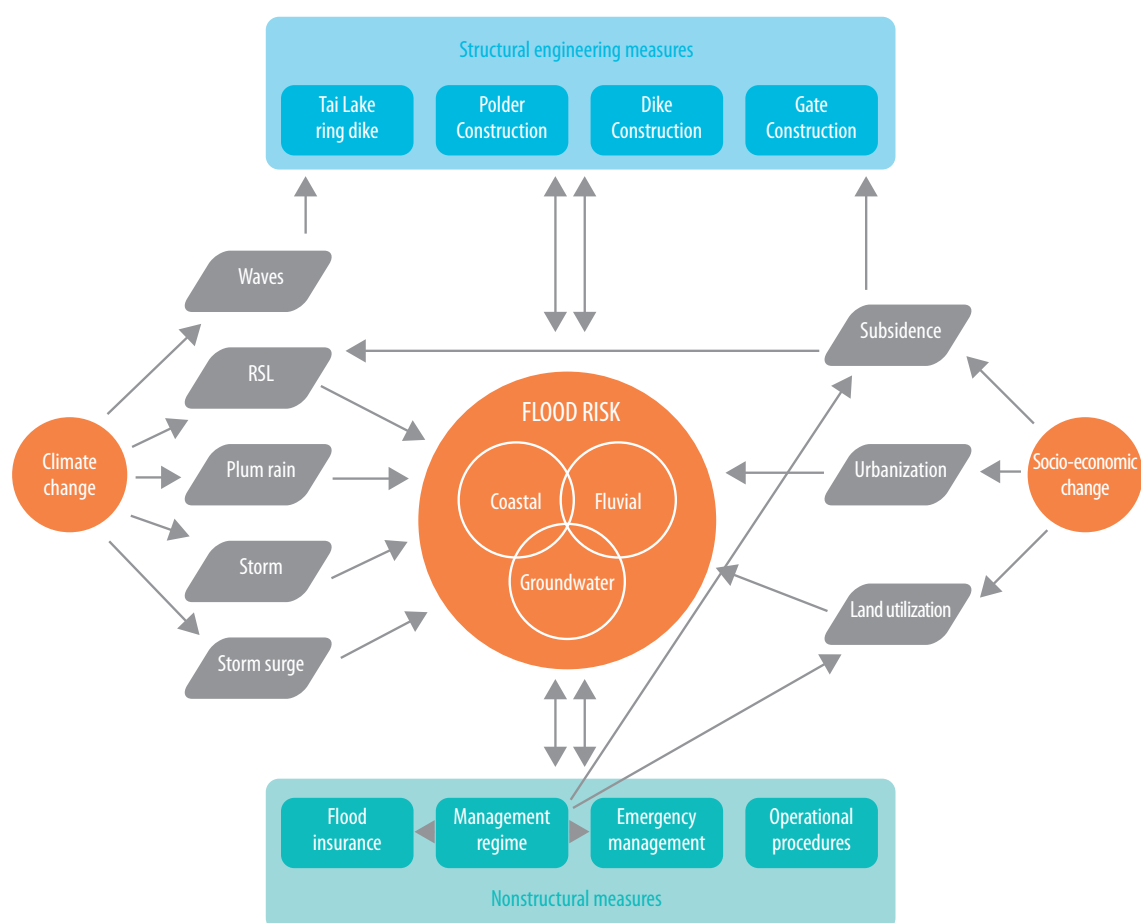 Structural engineering measures
Tai Lake
ring dike
Polder
Construction
Dike
Construction
Gate
Construction
Waves
Subsidence
RSL
FLOOD RISK
Climate
change
Plum rain
Coastal
Fluvial
Urbanization
Socio-economic
change
Storm
Groundwater
Land utilization
Storm surge
Flood
insurance
Management
regime
Emergency
management
Operational
procedures
Nonstructural measures